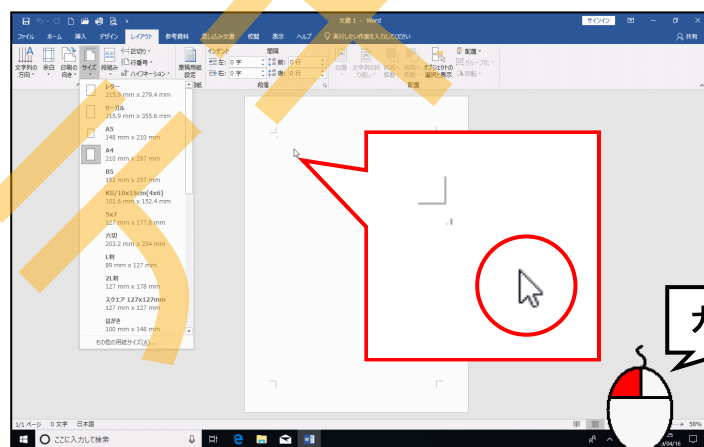 文書 1 - Word
サインイン
ファイル ホーム 挿入 デザイン レイアウト 参考資料 差し込み文書 校閲 表示 ヘルプ 実行したい作業を入力してください 共有
文字列の方向 余白 印刷の向き サイズ 段組み
区切り
行番号
ハイフネーション
原稿用紙設定
インデント
左: 0 字
右: 0 字
間隔
前: 0 行
後: 0 行
段落
位置 文字列の折り返し
オブジェクトの選択と表示
配置
グループ化
回転
配置
レター
215.9 mm x 279.4 mm
リーガル
215.9 mm x 355.6 mm
A5
148 mm x 210 mm
A4
210 mm x 297 mm
B5
182 mm x 257 mm
KG/10x15cm(4x6)
101.6 mm x 152.4 mm
5x7
127 mm x 177.8 mm
六切
203.2 mm x 254 mm
L判
89 mm x 127 mm
2L判
127 mm x 178 mm
スクエア 127x127mm
127 mm x 127 mm
はがき
100 mm x 148 mm
その他の用紙サイズ(A)...
1/1 ページ 0 文字 日本語
58%
ここに入力して検索